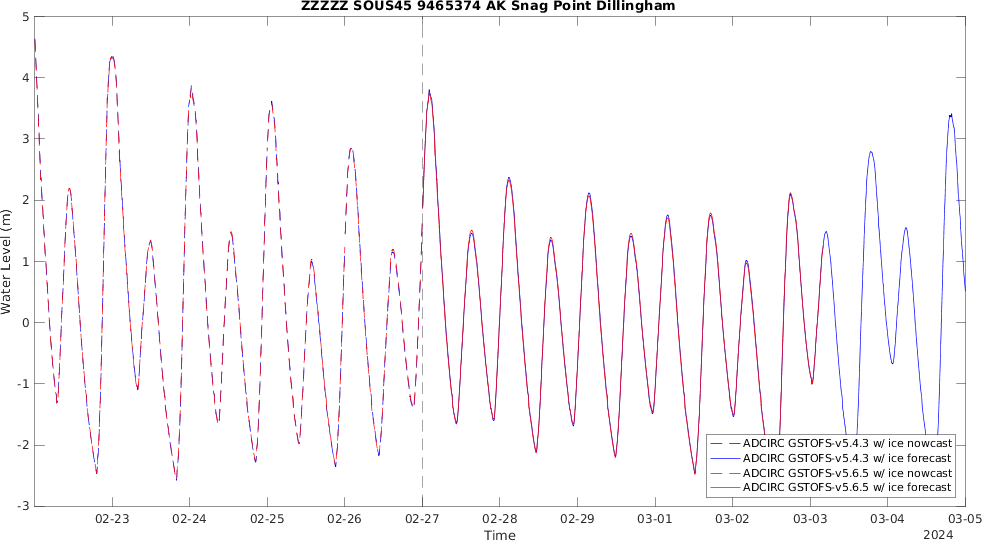 ZZZZZ SOUS45 9465374 AK Snag Point Dillingham
5
4
3
2
1
0
-1
-2
-3
Water Level (m)
ADCIRC GSTOFS-v5.4.3 w/ ice nowcast
ADCIRC GSTOFS-v5.4.3 w/ ice forecast
ADCIRC GSTOFS-v5.6.5 w/ ice nowcast
ADCIRC GSTOFS-v5.6.5 w/ ice forecast
02-23 02-24 02-25 02-26 02-27 02-28 02-29 03-01 03-02 03-03 03-04 03-05
Time 2024